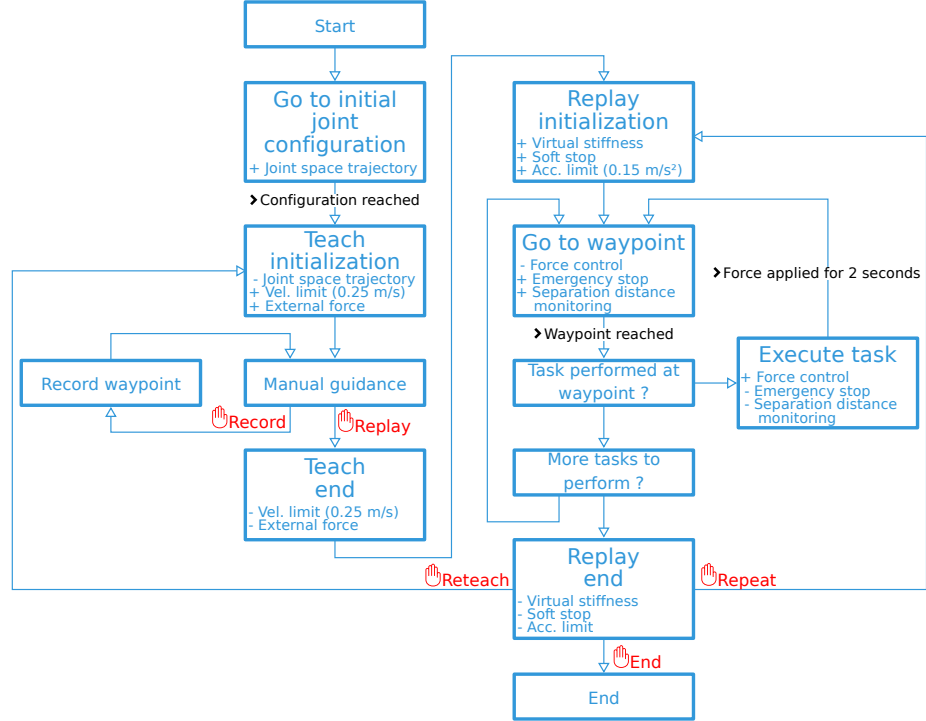 Start
Go to initial
joint
configuration
+ Joint space trajectory
Configuration reached
Teach
initialization
- Joint space trajectory
+ Vel. limit (0.25 m/s)
+ External force
Record waypoint
Manual guidance
Record
Replay
Teach
end
- Vel. limit (0.25 m/s)
- External force
Replay
initialization
+ Virtual stiffness
+ Soft stop
+ Acc. limit (0.15 m/s²)
Go to waypoint
- Force control
+ Emergency stop
+ Separation distance
monitoring
Force applied for 2 seconds
Waypoint reached
Task performed at
waypoint ?
Execute task
+ Force control
- Emergency stop
- Separation distance
monitoring
More tasks to
perform ?
Replay
end
- Virtual stiffness
- Soft stop
- Acc. limit
Reteach
Repeat
End
End